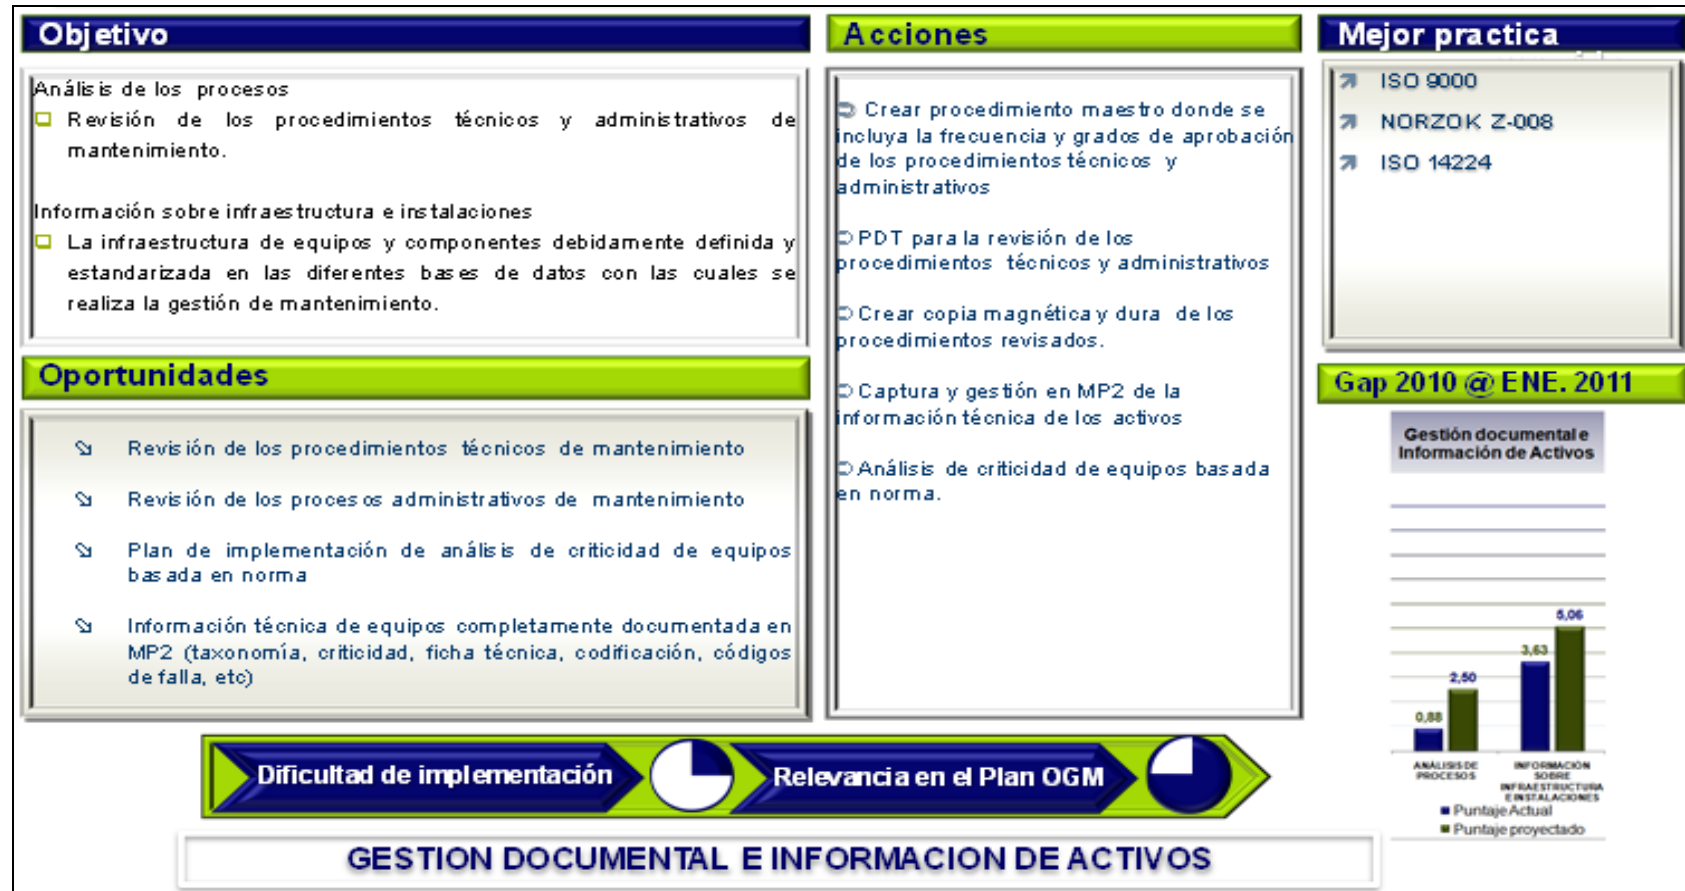 Objetivo
Análisis de los procesos
Revisión de los procedimientos técnicos y administrativos de
mantenimiento.
Información sobre infraestructura e instalaciones
La infraestructura de equipos y componentes debidamente definida y
estandarizada en las diferentes bases de datos con las cuales se
realiza la gestión de mantenimiento.
Oportunidades
Revisión de los procedimientos técnicos de mantenimiento
Revisión de los procesos administrativos de mantenimiento
Plan de implementación de análisis de criticidad de equipos
basada en norma
Información técnica de equipos completamente documentada en
MP2 (taxonomía, criticidad, ficha técnica, codificación, códigos
de falla, etc)
Acciones
Crear procedimiento maestro donde se
incluya la frecuencia y grados de aprobación
de los procedimientos técnicos y
administrativos
PDT para la revisión de los
procedimientos técnicos y administrativos
Crear copia magnética y dura de los
procedimientos revisados.
Captura y gestión en MP2 de la
información técnica de los activos
Análisis de criticidad de equipos basada
en norma.
Mejor practica
ISO 9000
NORZOK Z-008
ISO 14224
Gap 2010 @ ENE. 2011
Gestión documental e
Información de Activos
5,06
3,63
2,50
0,88
ANÁLISIS DE
PROCESOS
INFORMACIÓN
SOBRE
INFRAESTRUCTURA
E INSTALACIONES
Puntaje Actual
Puntaje proyectado
Dificultad de implementación
Relevancia en el Plan OGM
GESTION DOCUMENTAL E INFORMACION DE ACTIVOS